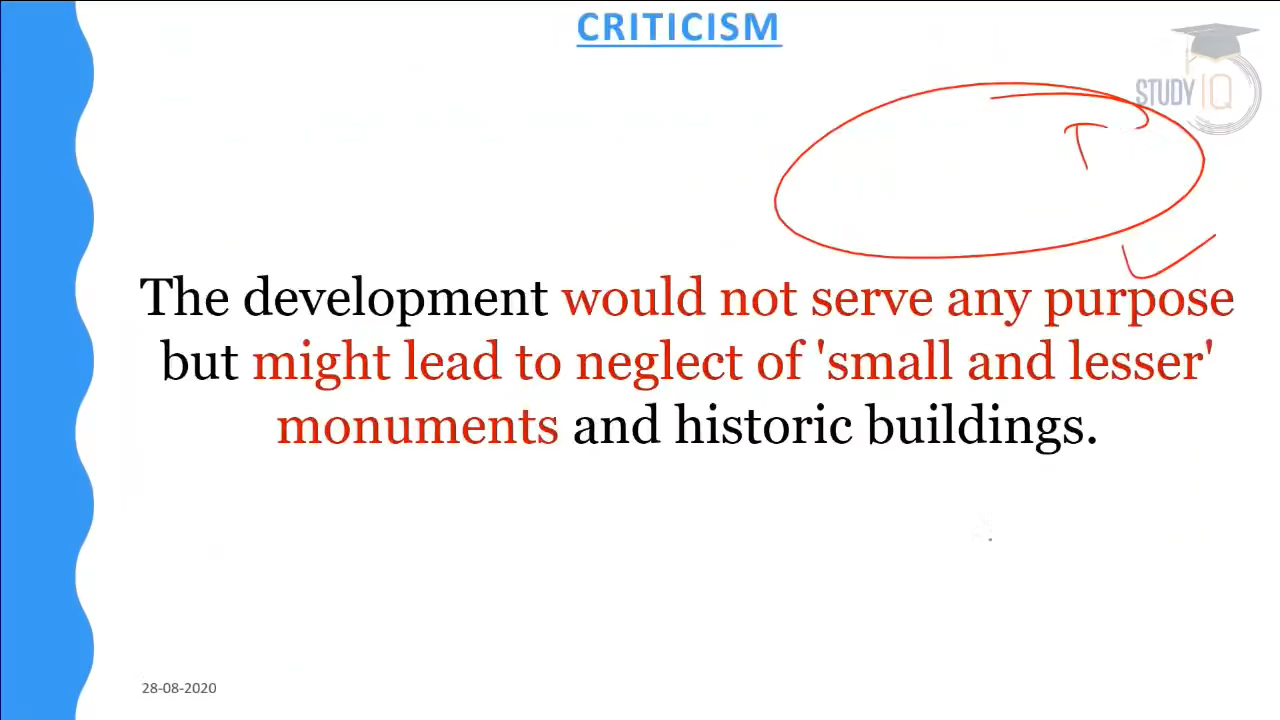 CRITICISM
STUDY IQ
The development would not serve any purpose
but might lead to neglect of 'small and lesser'
monuments and historic buildings.
28-08-2020